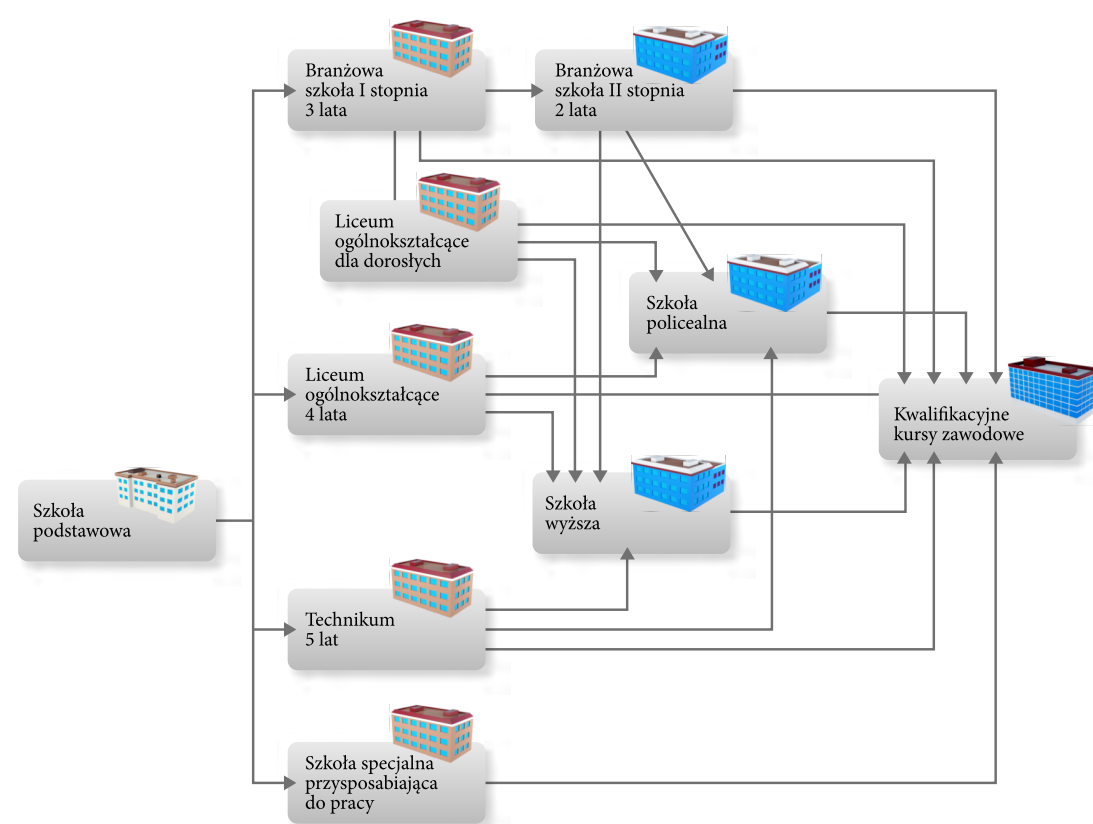 Branżowa
szkoła I stopnia
3 lata
Branżowa
szkoła II stopnia
2 lata
Liceum
ogólnokształcące
dla dorosłych
Szkoła
policealna
Liceum
ogólnokształcące
4 lata
Kwalifikacyjne
kursy zawodowe
Szkoła
podstawowa
Szkoła
wyższa
Technikum
5 lat
Szkoła specjalna
przysposabiająca
do pracy